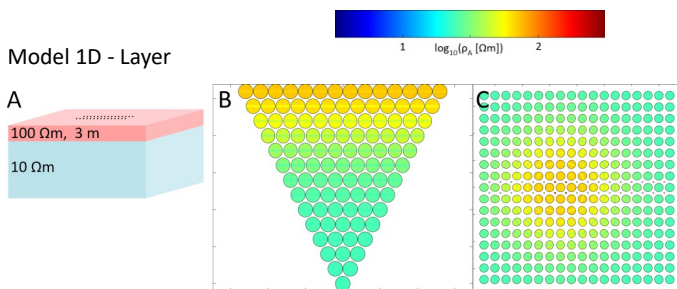 1
log₁₀(ρA [Ωm])
2
Model 1D - Layer
A
B
C
100 Ωm, 3 m
10 Ωm